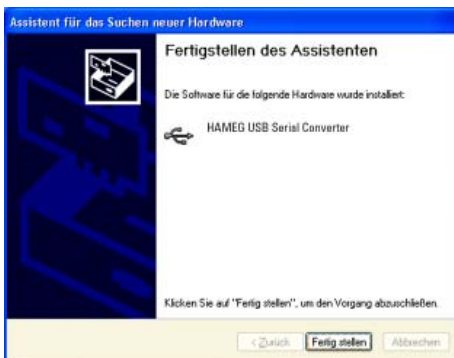 Assistent für das Suchen neuer Hardware
Fertigstellen des Assistenten
Die Software für die folgende Hardware wurde installiert:
HAMEG USB Serial Converter
Klicken Sie auf "Fertig stellen", um den Vorgang abzuschließen.
< Zurück Fertig stellen Abbrechen